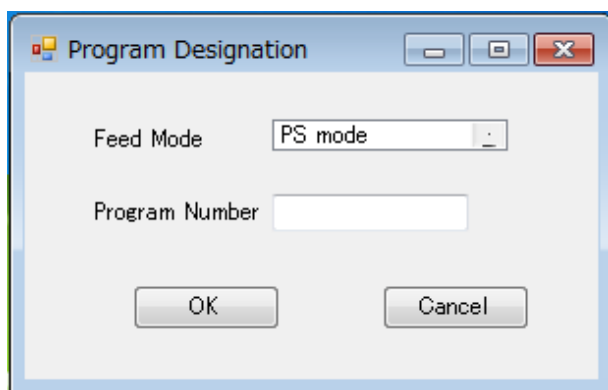 Program Designation
Feed Mode PS mode
Program Number
OK Cancel